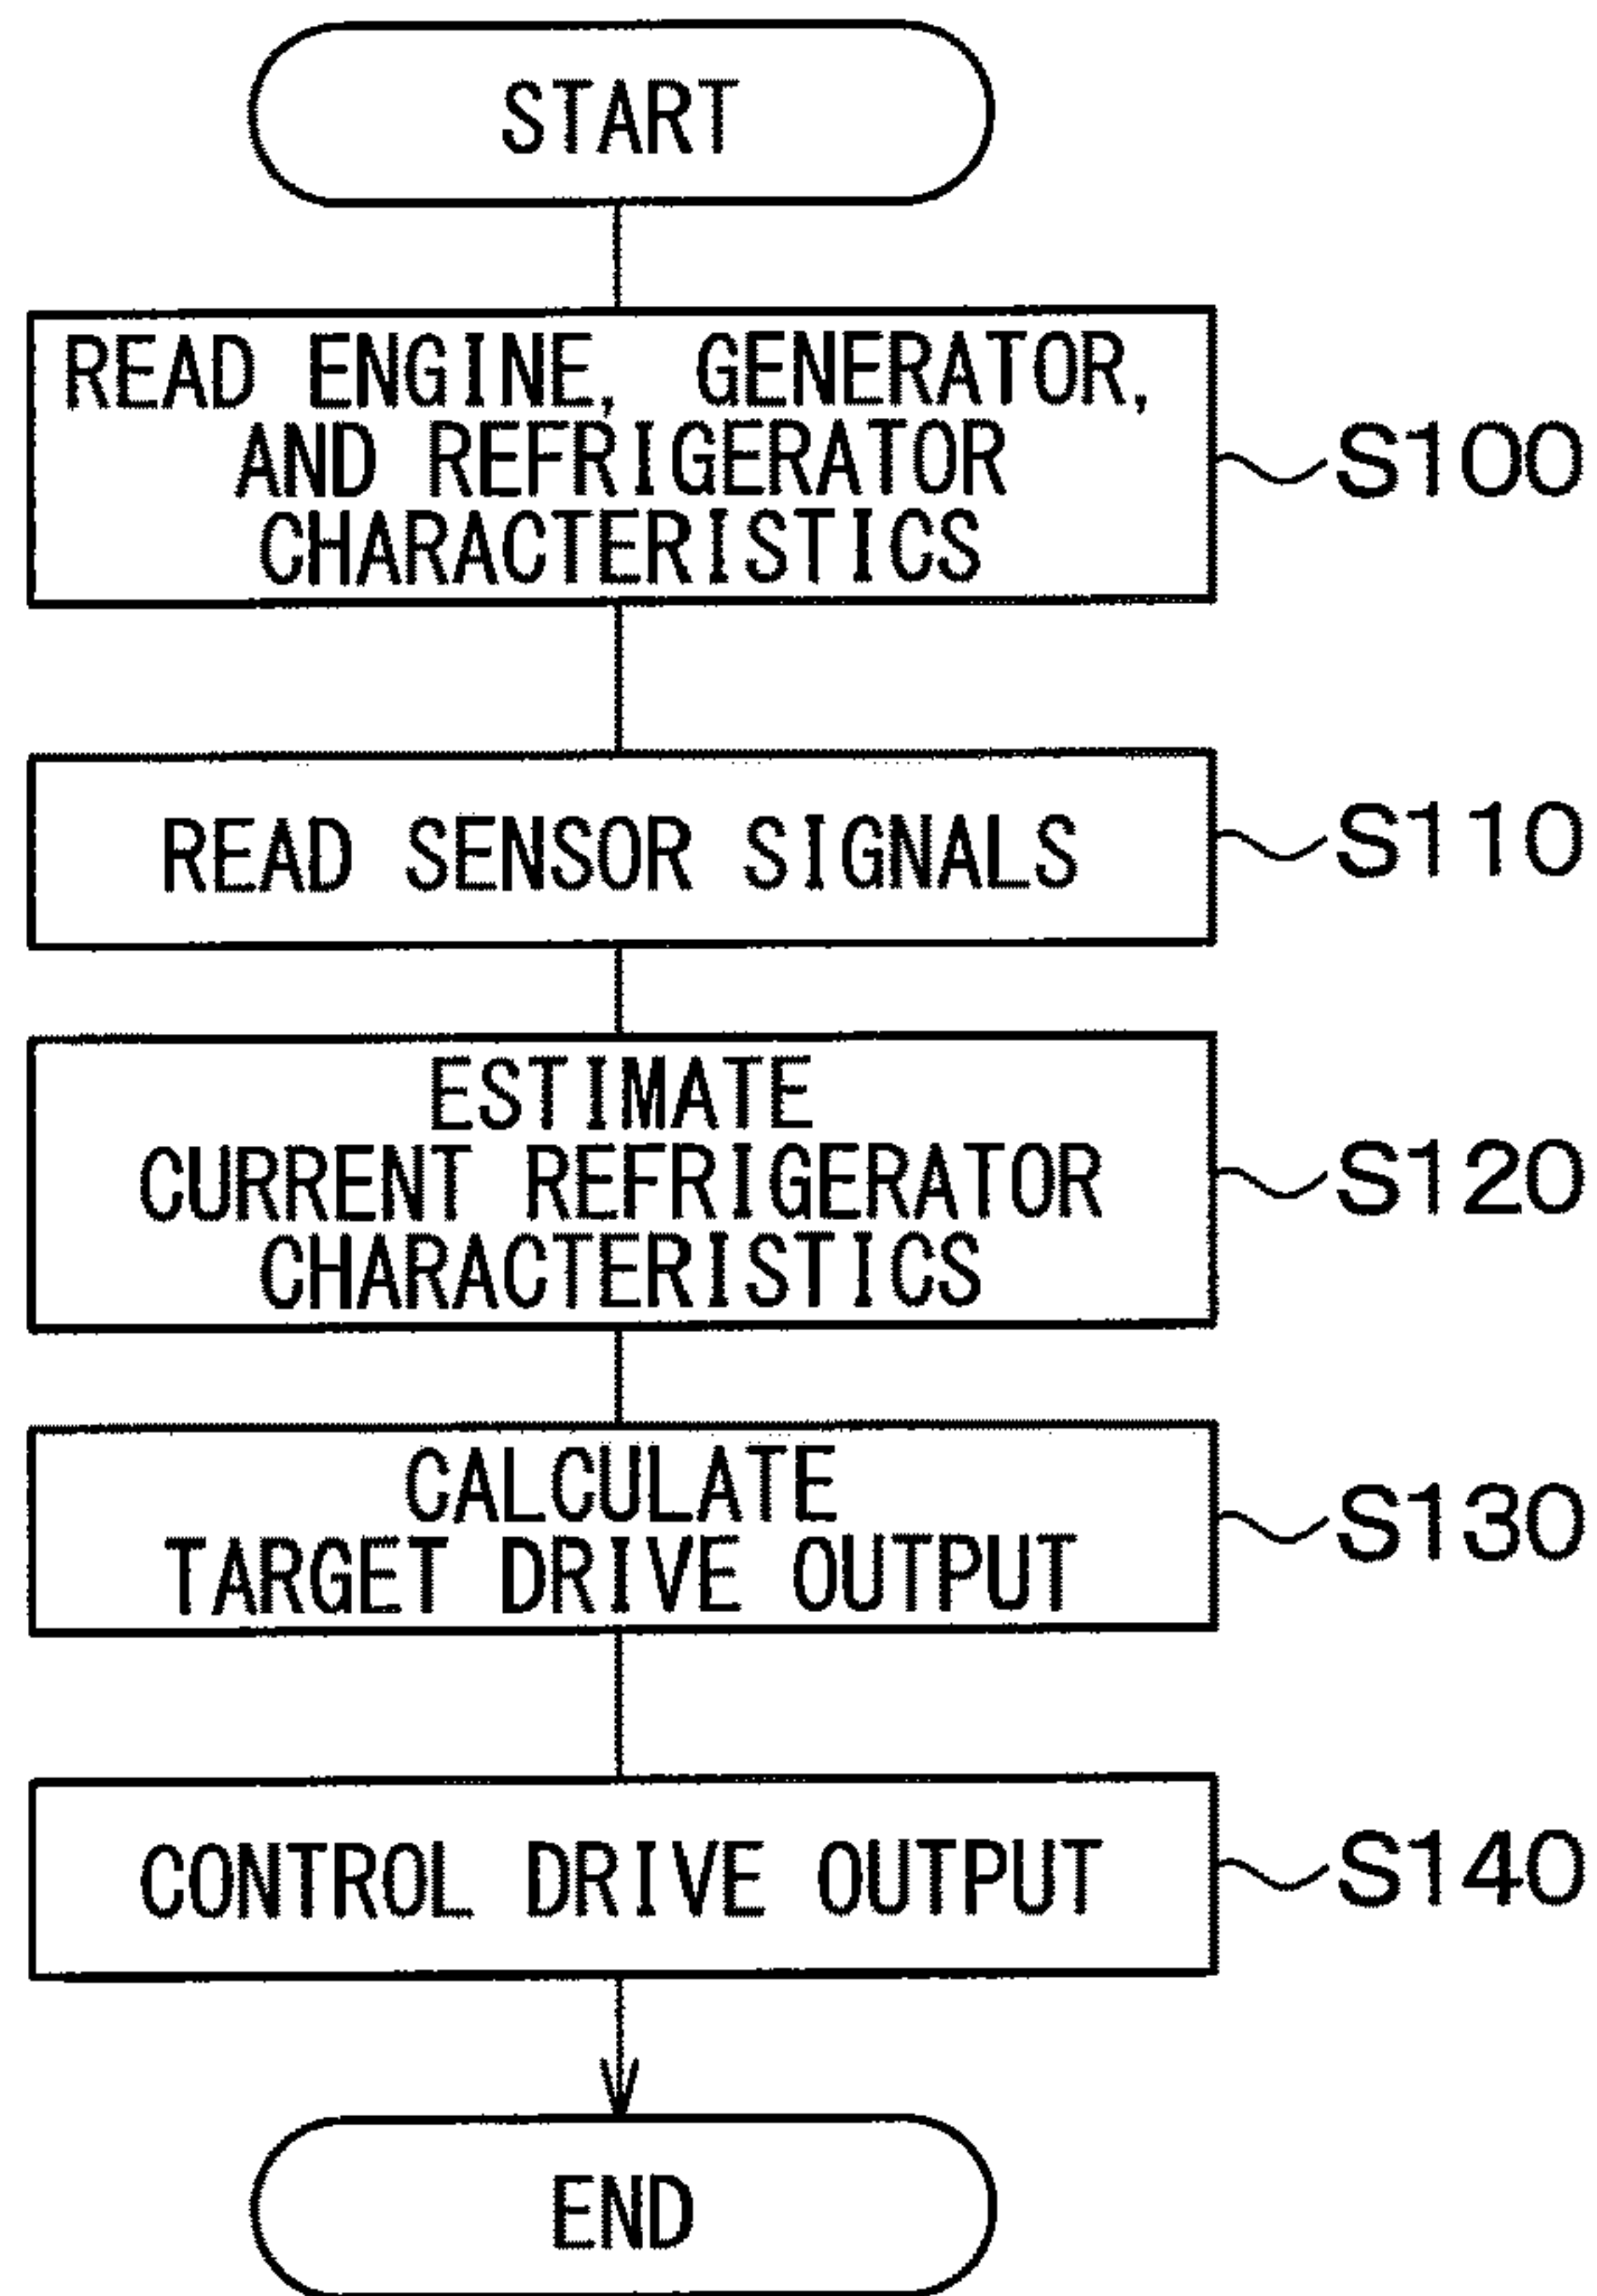 START
READ ENGINE, GENERATOR,
AND REFRIGERATOR
CHARACTERISTICS
S100
READ SENSOR SIGNALS
S110
ESTIMATE
CURRENT REFRIGERATOR
CHARACTERISTICS
S120
CALCULATE
TARGET DRIVE OUTPUT
S130
CONTROL DRIVE OUTPUT
S140
END